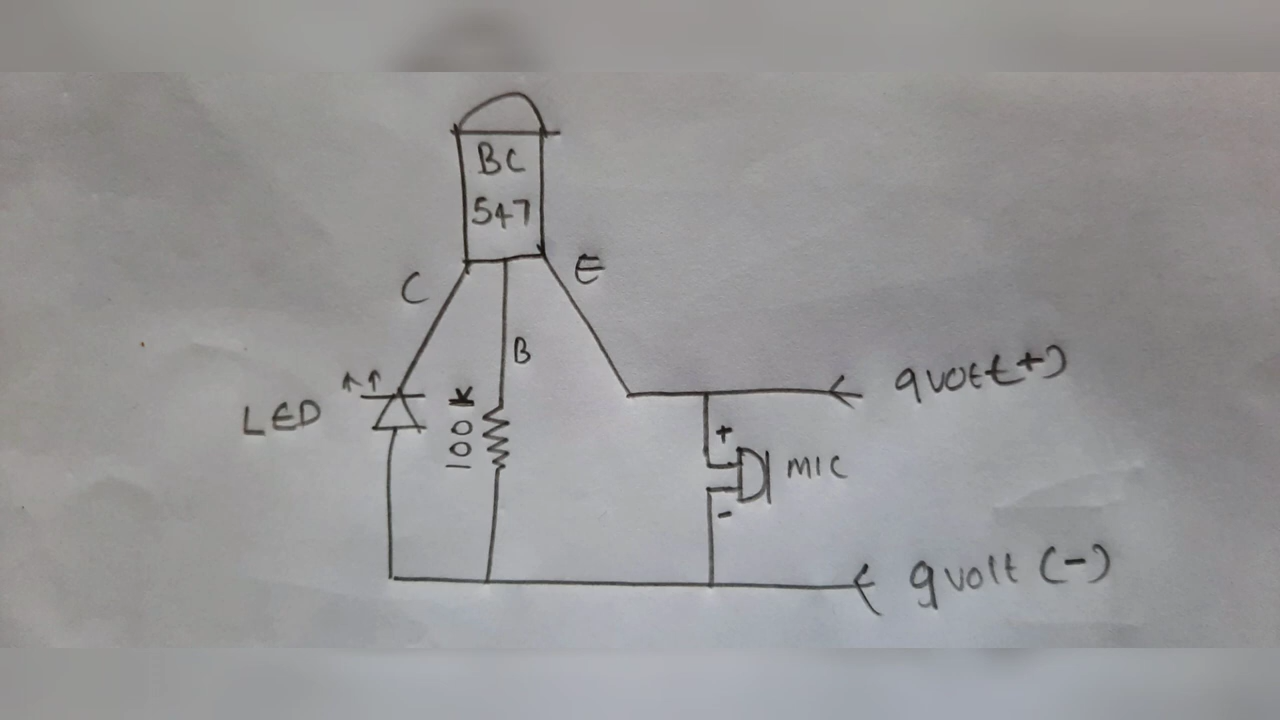 BC
547
C
E
B
LED
100K
9volt(+)
+
MIC
-
9volt (-)